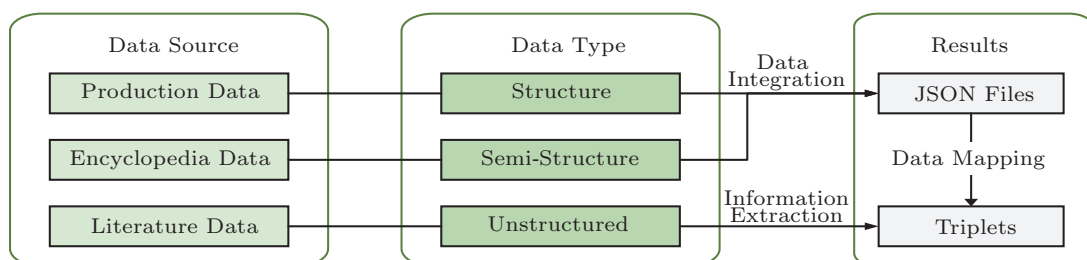 Data Source
Data Type
Results
Production Data
Structure
Data
Integration
JSON Files
Encyclopedia Data
Semi-Structure
Data Mapping
Literature Data
Unstructured
Information
Extraction
Triplets